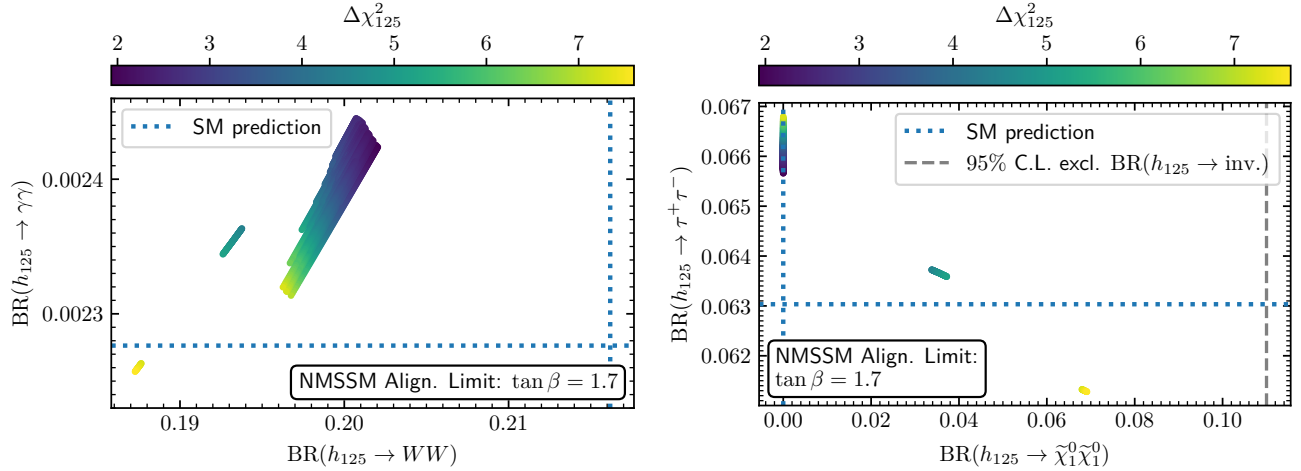 Δχ²₁₂₅
2 3 4 5 6 7
SM prediction
BR(h₁₂₅ → γγ)
0.0024
0.0023
NMSSM Align. Limit: tan β = 1.7
0.19 0.20 0.21
BR(h₁₂₅ → WW)
Δχ²₁₂₅
2 3 4 5 6 7
SM prediction
95% C.L. excl. BR(h₁₂₅ → inv.)
BR(h₁₂₅ → τ⁺τ⁻)
0.067
0.066
0.065
0.064
0.063
0.062
NMSSM Align. Limit:
tan β = 1.7
0.00 0.02 0.04 0.06 0.08 0.10
BR(h₁₂₅ → χ̃⁰₁χ̃⁰₁)